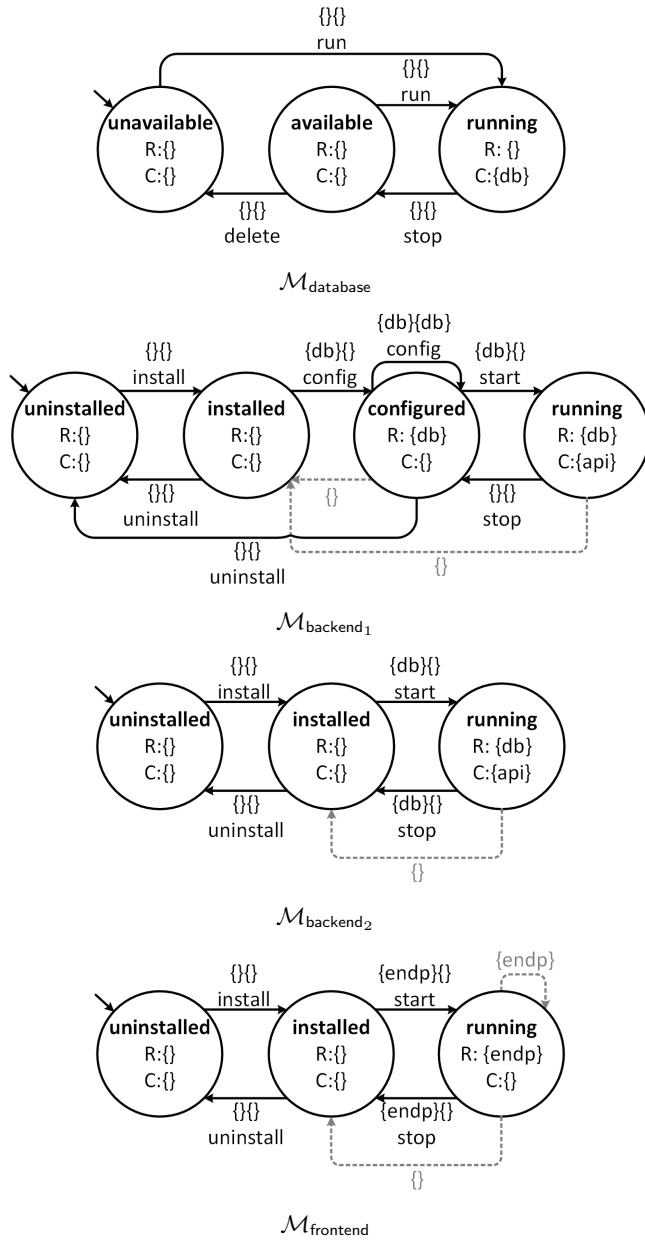 {}{}
run
{}{}
run
unavailable
R:{}
C:{}
available
R:{}
C:{}
running
R: {}
C:{db}
{}{}
delete
{}{}
stop
M_database
{}{}
install
{db}{}
config
{db}{db}
config
{db}{}
start
uninstalled
R:{}
C:{}
installed
R:{}
C:{}
configured
R: {db}
C:{}
running
R: {db}
C:{api}
{}{}
uninstall
{}
{}{}
stop
{}{}
uninstall
{}
M_backend_1
{}{}
install
{db}{}
start
uninstalled
R:{}
C:{}
installed
R:{}
C:{}
running
R: {db}
C:{api}
{}{}
uninstall
{db}{}
stop
{}
M_backend_2
{}{}
install
{endp}{}
start
{endp}
uninstalled
R:{}
C:{}
installed
R:{}
C:{}
running
R: {endp}
C:{}
{}{}
uninstall
{endp}{}
stop
{}
M_frontend